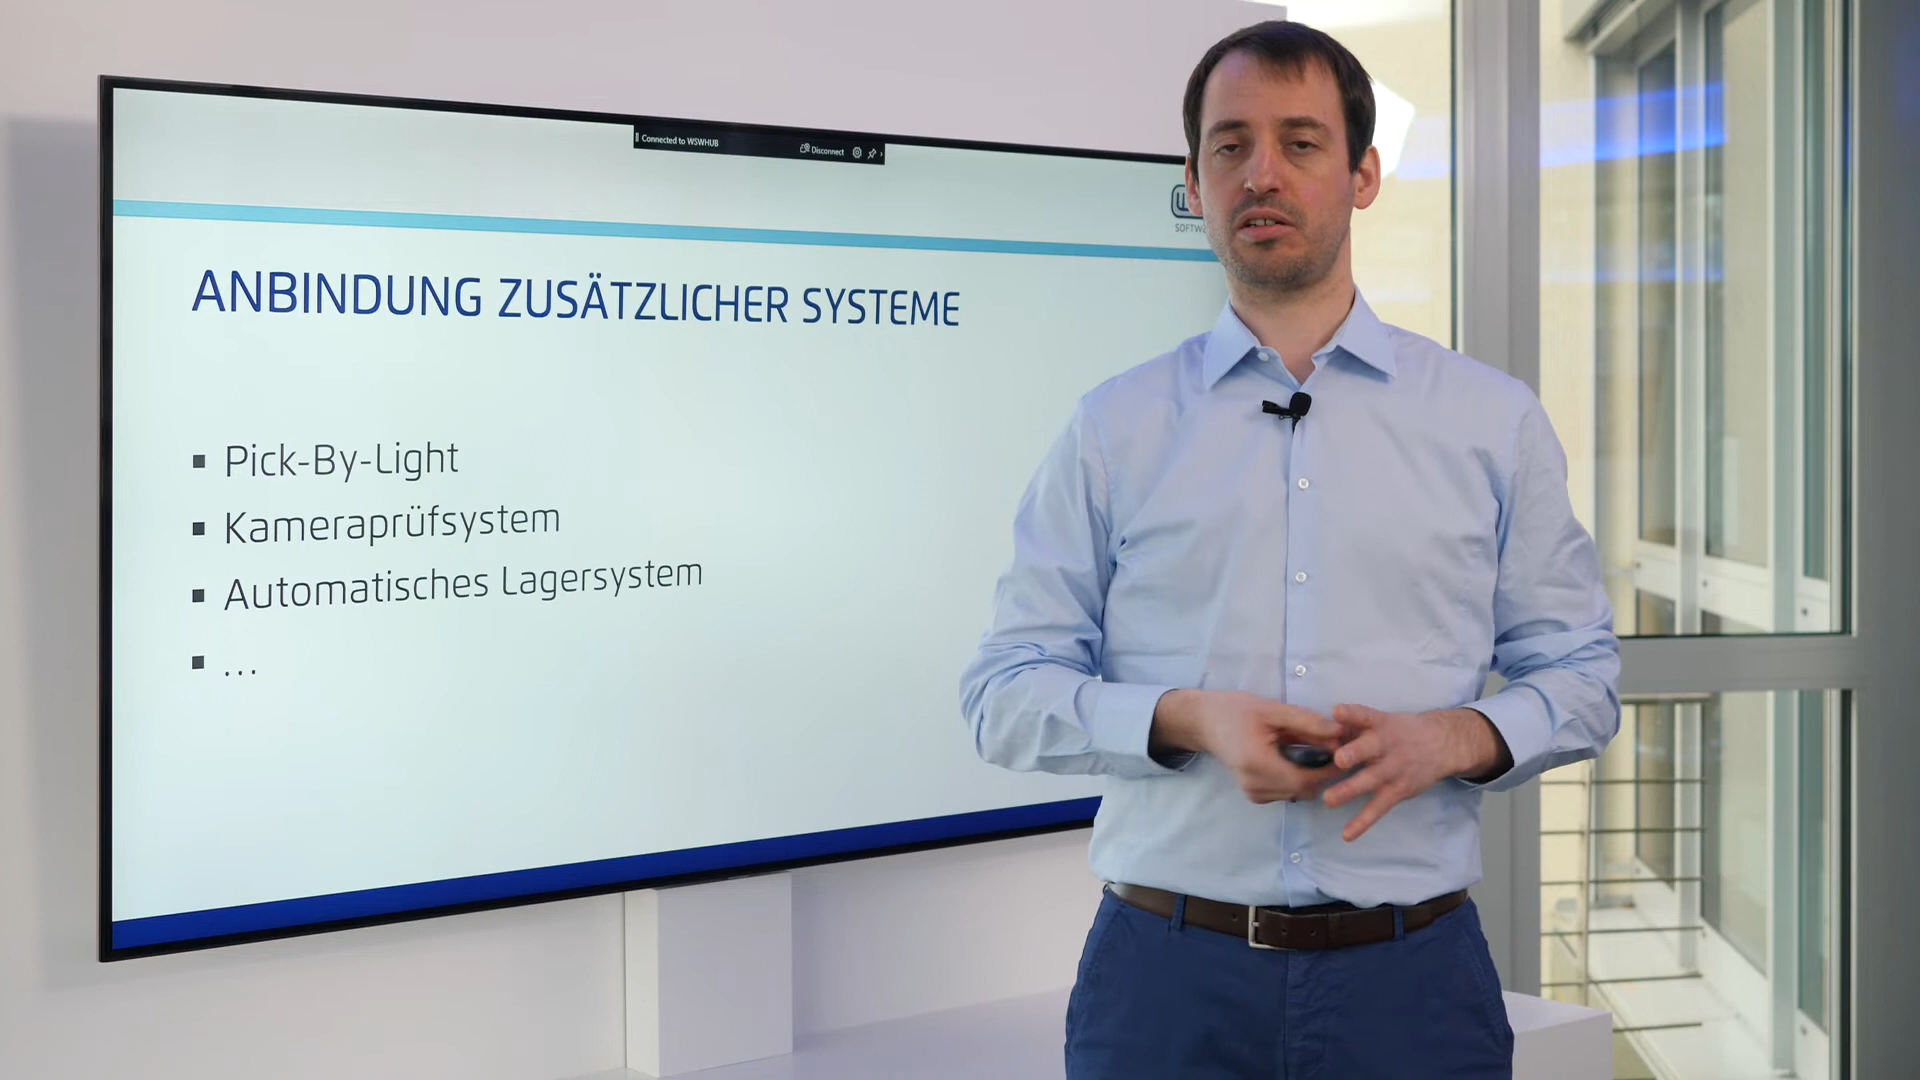 Connected to WSWHUB
Disconnect
ANBINDUNG ZUSÄTZLICHER SYSTEME
Pick-By-Light
Kameraprüfsystem
Automatisches Lagersystem
...